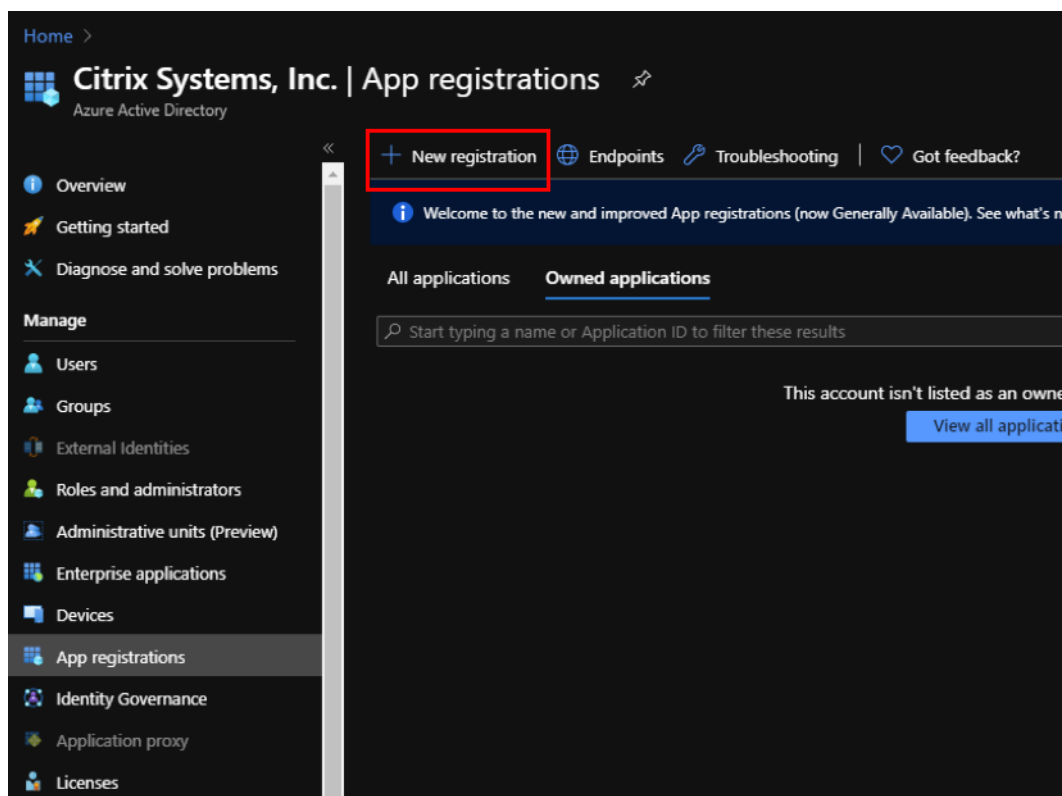 Home >
Citrix Systems, Inc. | App registrations
Azure Active Directory
«
+ New registration
Endpoints
Troubleshooting
Got feedback?
Welcome to the new and improved App registrations (now Generally Available). See what's n
All applications
Owned applications
Start typing a name or Application ID to filter these results
This account isn't listed as an owne
View all applicati
Overview
Getting started
Diagnose and solve problems
Manage
Users
Groups
External Identities
Roles and administrators
Administrative units (Preview)
Enterprise applications
Devices
App registrations
Identity Governance
Application proxy
Licenses